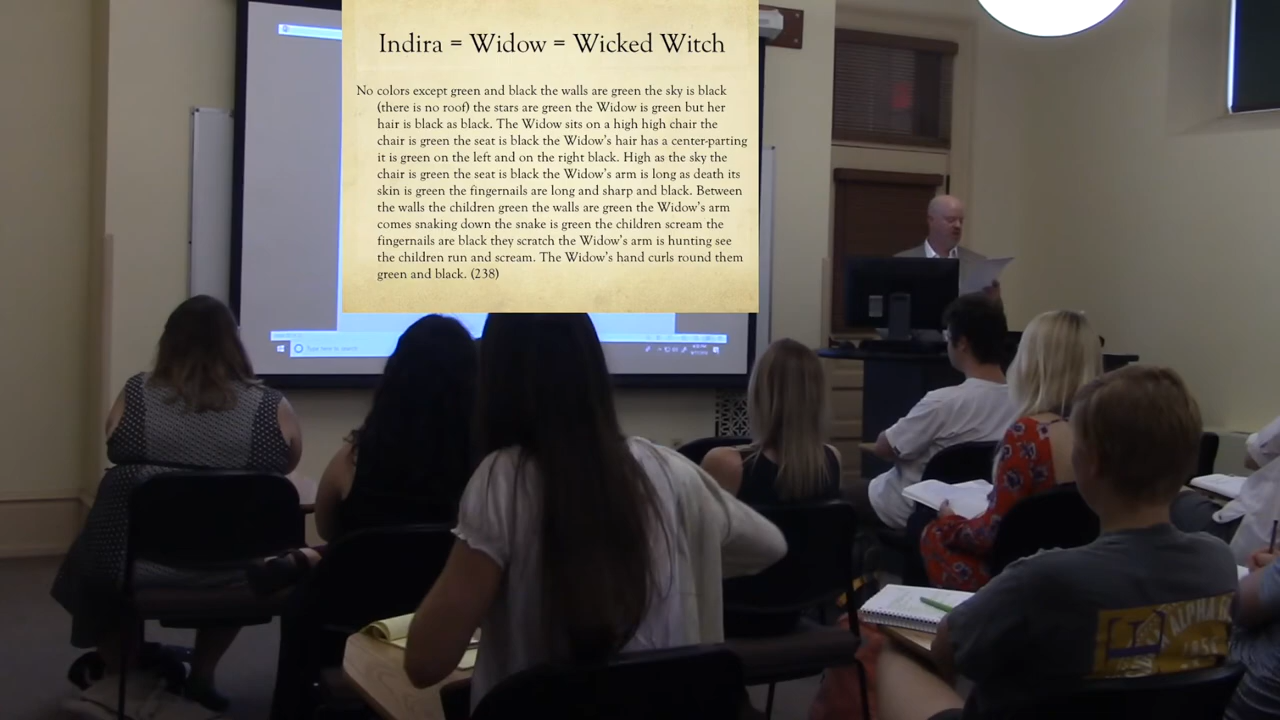 Indira = Widow = Wicked Witch
No colors except green and black the walls are green the sky is black
(there is no roof) the stars are green the Widow is green but her
hair is black as black. The Widow sits on a high high chair the
chair is green the seat is black the Widow's hair has a center-parting
it is green on the left and on the right black. High as the sky the
chair is green the seat is black the Widow's arm is long as death its
skin is green the fingernails are long and sharp and black. Between
the walls the children green the walls are green the Widow's arm
comes snaking down the snake is green the children scream the
fingernails are black they scratch the Widow's arm is hunting see
the children run and scream. The Widow's hand curls round them
green and black. (238)
Type here to search
ALPHA